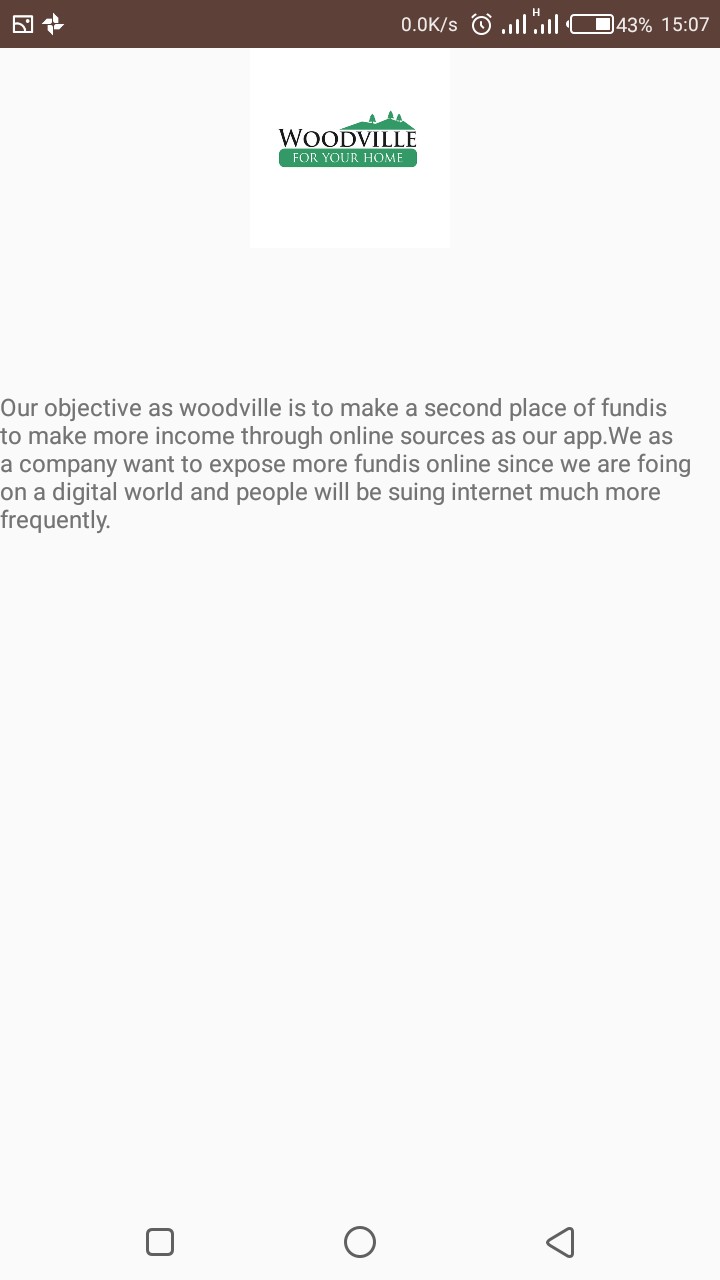 0.0K/s H 43% 15:07
WOODVILLE
FOR YOUR HOME
Our objective as woodville is to make a second place of fundis
to make more income through online sources as our app.We as
a company want to expose more fundis online since we are foing
on a digital world and people will be suing internet much more
frequently.